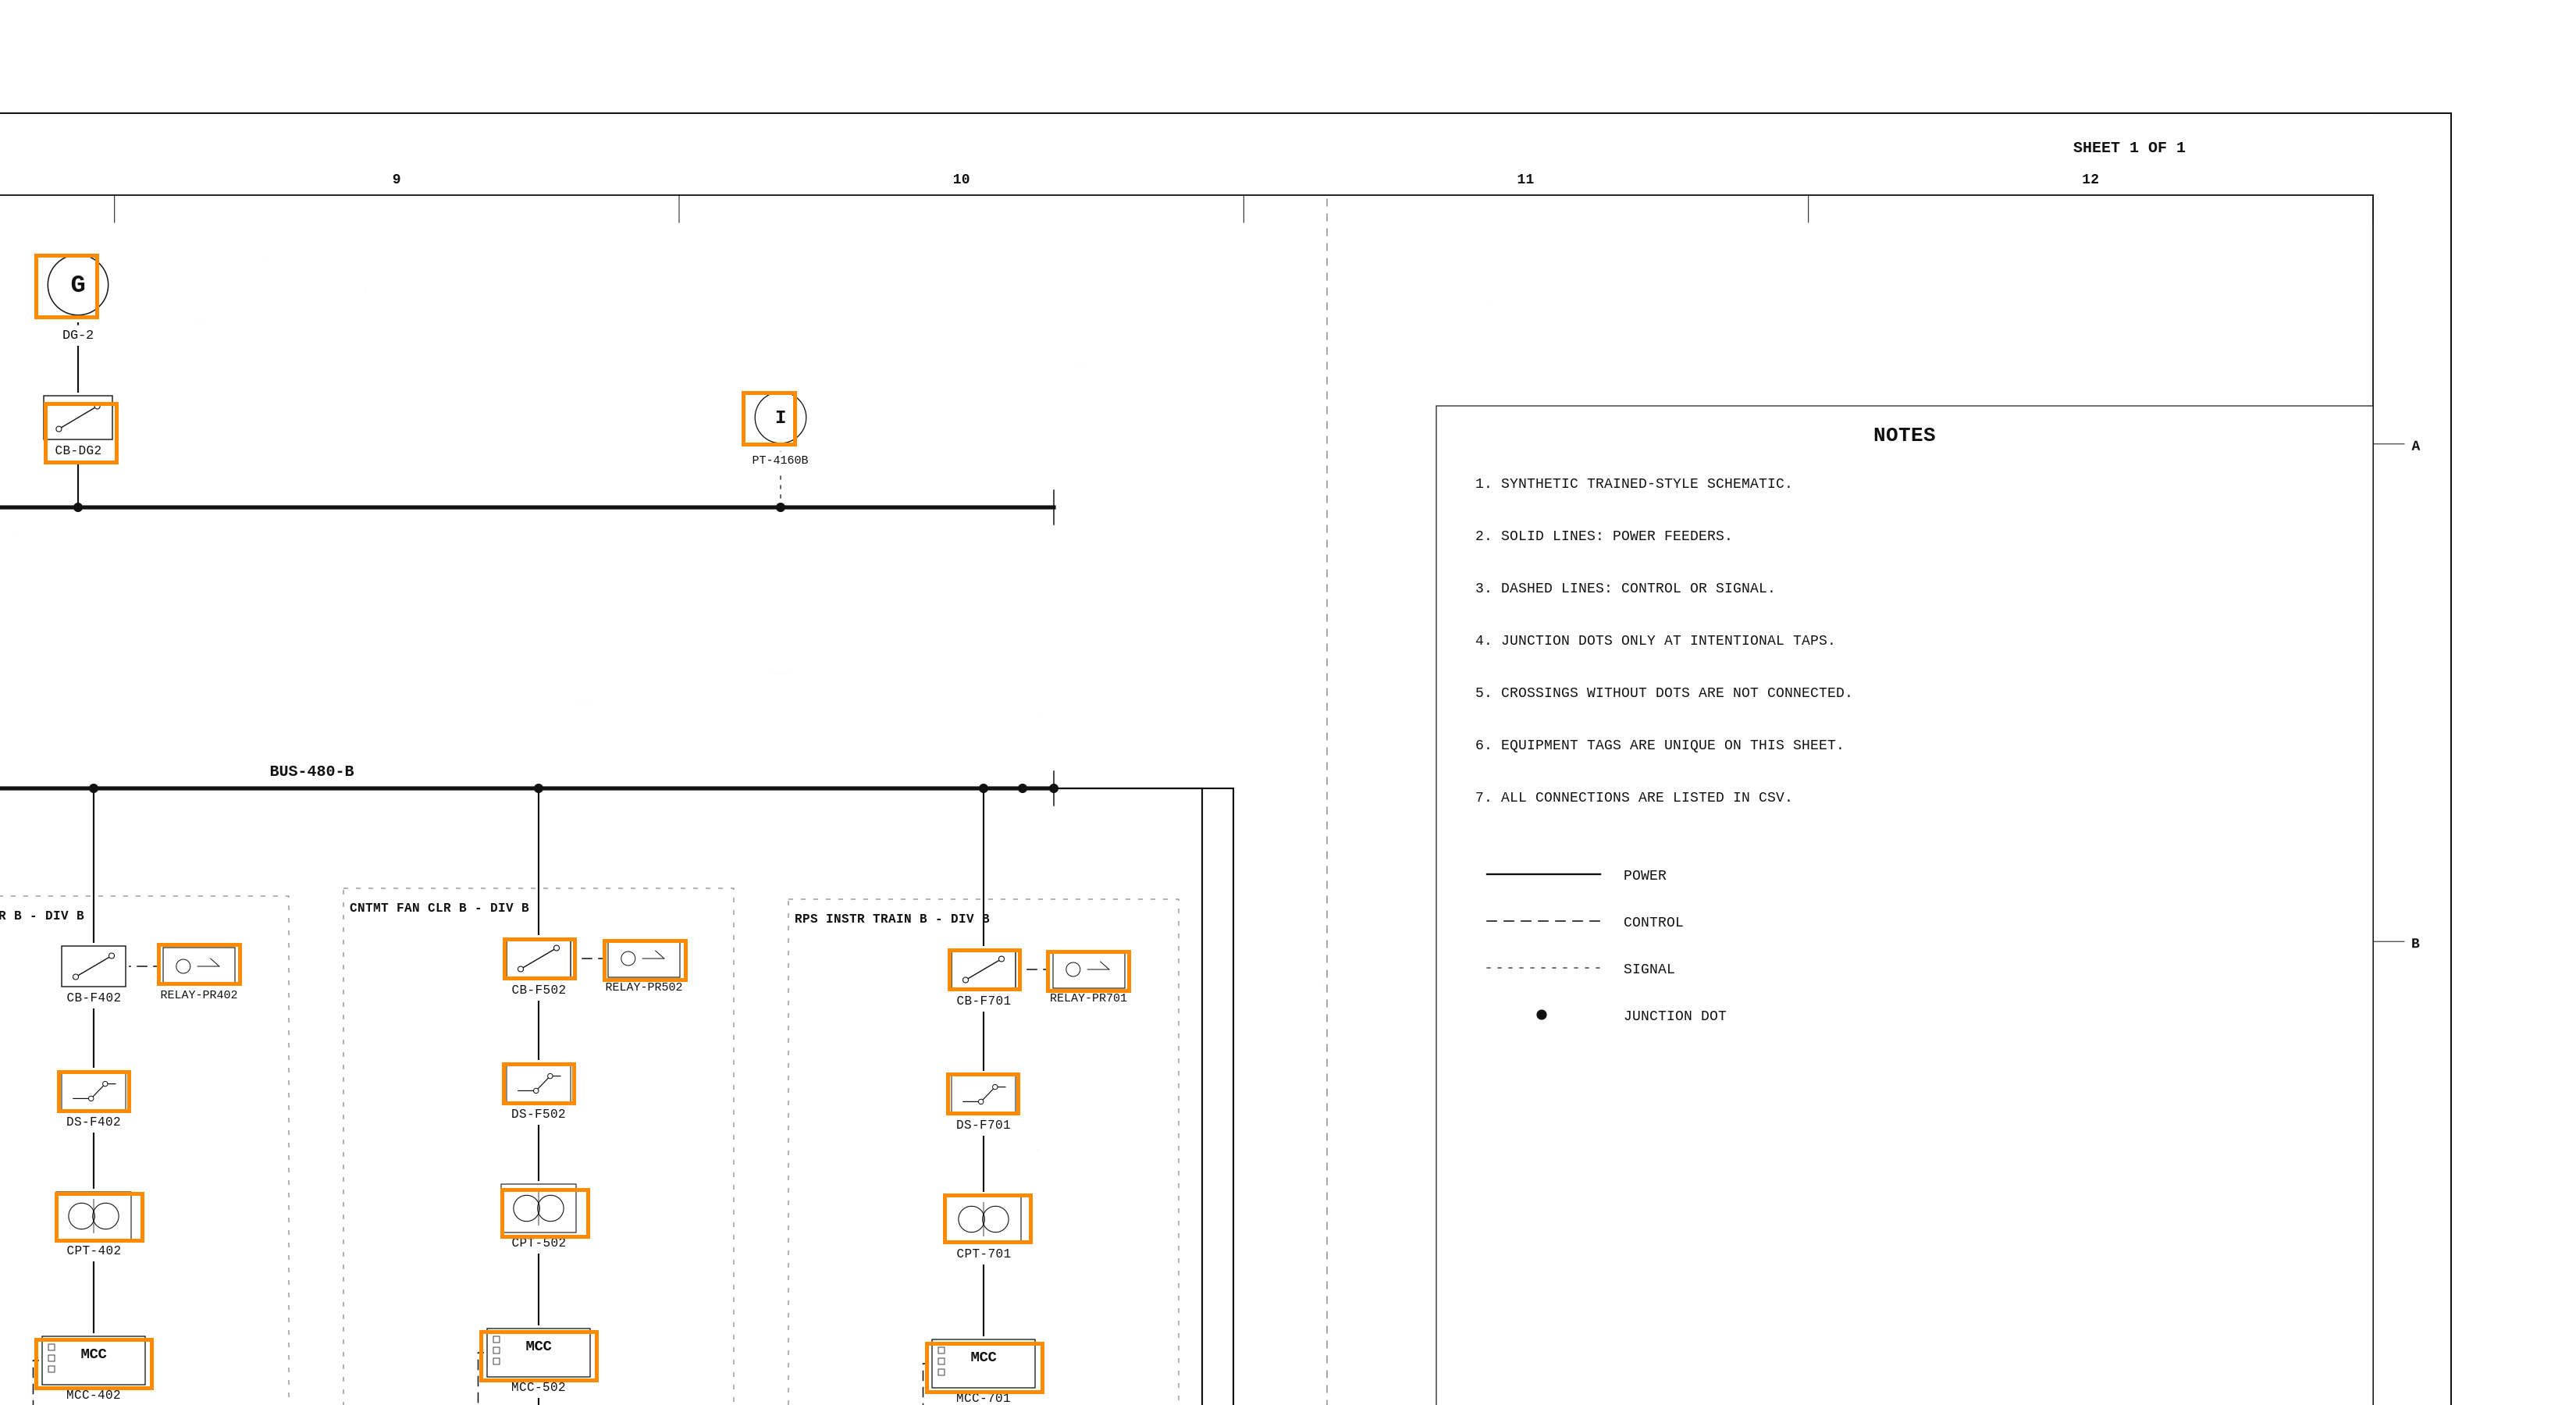 SHEET 1 OF 1
9 10 11 12
G
DG-2
I
CB-DG2
PT-4160B
NOTES
A
1. SYNTHETIC TRAINED-STYLE SCHEMATIC.
2. SOLID LINES: POWER FEEDERS.
3. DASHED LINES: CONTROL OR SIGNAL.
4. JUNCTION DOTS ONLY AT INTENTIONAL TAPS.
5. CROSSINGS WITHOUT DOTS ARE NOT CONNECTED.
6. EQUIPMENT TAGS ARE UNIQUE ON THIS SHEET.
7. ALL CONNECTIONS ARE LISTED IN CSV.
POWER
CONTROL
SIGNAL
JUNCTION DOT
B
BUS-480-B
R B - DIV B
CNTMT FAN CLR B - DIV B
RPS INSTR TRAIN B - DIV B
CB-F402 RELAY-PR402
CB-F502 RELAY-PR502
CB-F701 RELAY-PR701
DS-F402
DS-F502
DS-F701
CPT-402
CPT-502
CPT-701
MCC
MCC-402
MCC
MCC-502
MCC
MCC-701